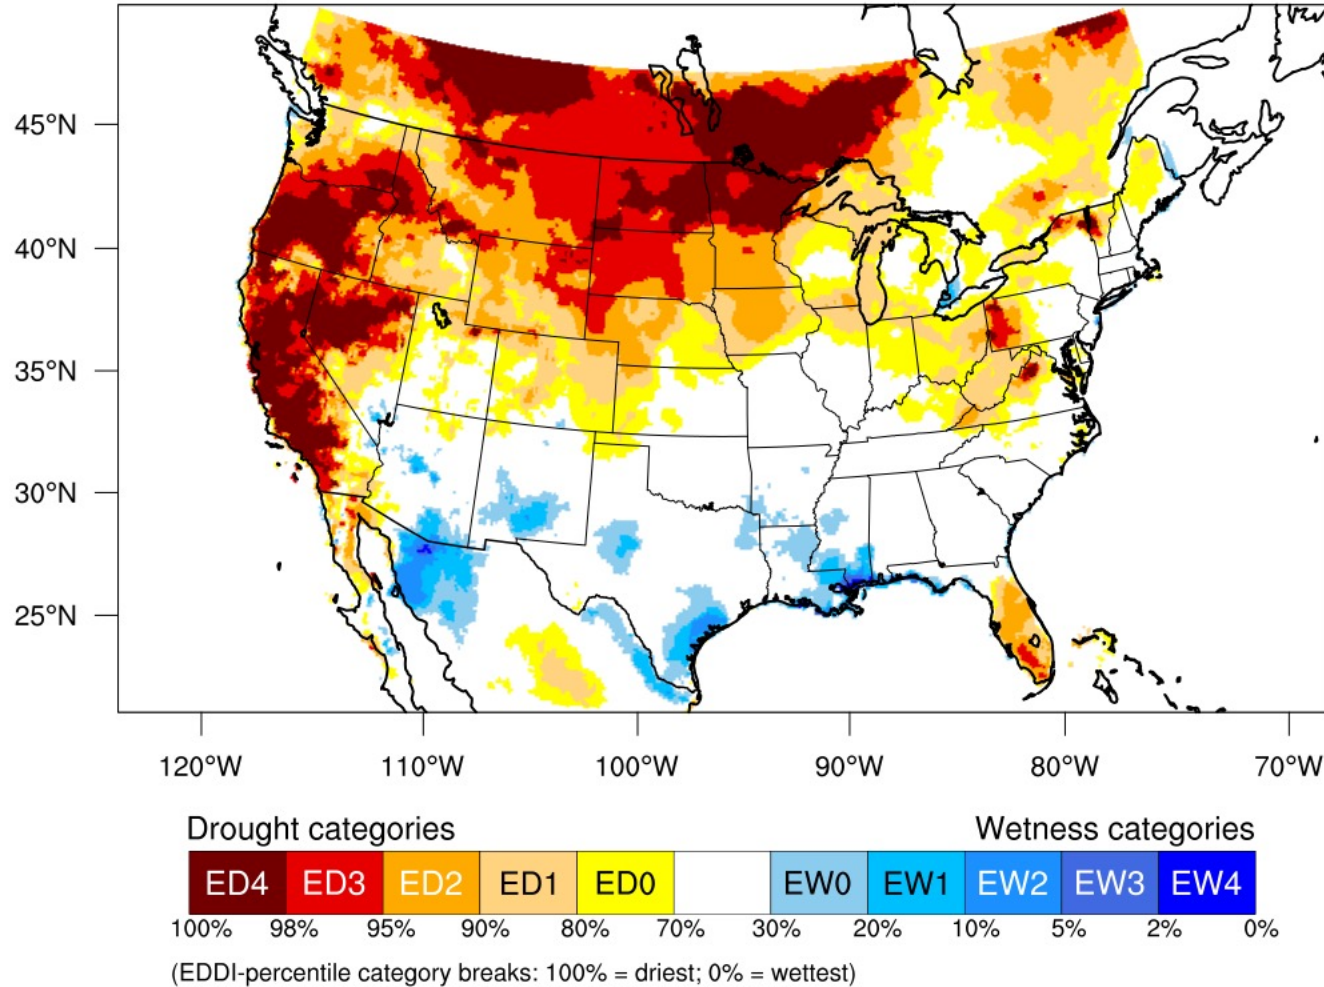 45°N
40°N
35°N
30°N
25°N
120°W 110°W 100°W 90°W 80°W 70°W
Drought categories Wetness categories
ED4 ED3 ED2 ED1 ED0 EW0 EW1 EW2 EW3 EW4
100% 98% 95% 90% 80% 70% 30% 20% 10% 5% 2% 0%
(EDDI-percentile category breaks: 100% = driest; 0% = wettest)